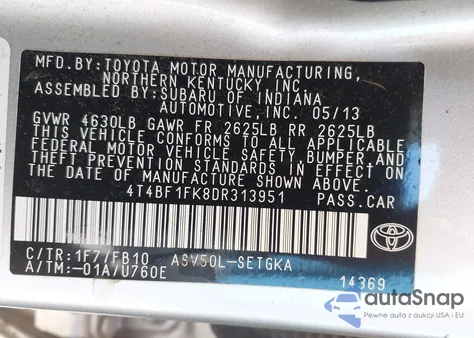 MFD. BY: TOYOTA MOTOR MANUFACTURING,
NORTHERN KENTUCKY, INC.
ASSEMBLED BY: SUBARU OF INDIANA
AUTOMOTIVE, INC. 05/13
GVWR 4630LB GAWR FR 2625LB RR 2625LB
THIS VEHICLE CONFORMS TO ALL APPLICABLE
FEDERAL MOTOR VEHICLE SAFETY, BUMPER, AND
THEFT PREVENTION STANDARDS IN EFFECT ON
THE DATE OF MANUFACTURE SHOWN ABOVE.
4T4BF1FK8DR313951 PASS.CAR
C/TR: 1F7/FB10 ASV50L-SETGKA
A/TM: -01A/U760E 14369
TOYOTA
autoSnap
Pewne auta z aukcji USA i EU